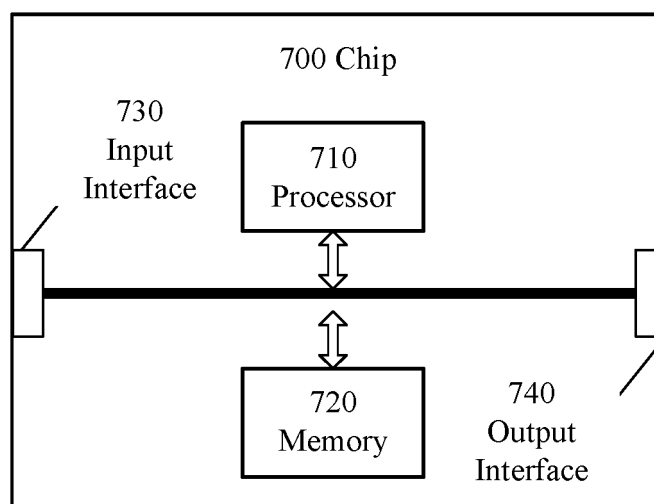 700 Chip
730
Input
Interface
710
Processor
720
Memory
740
Output
Interface